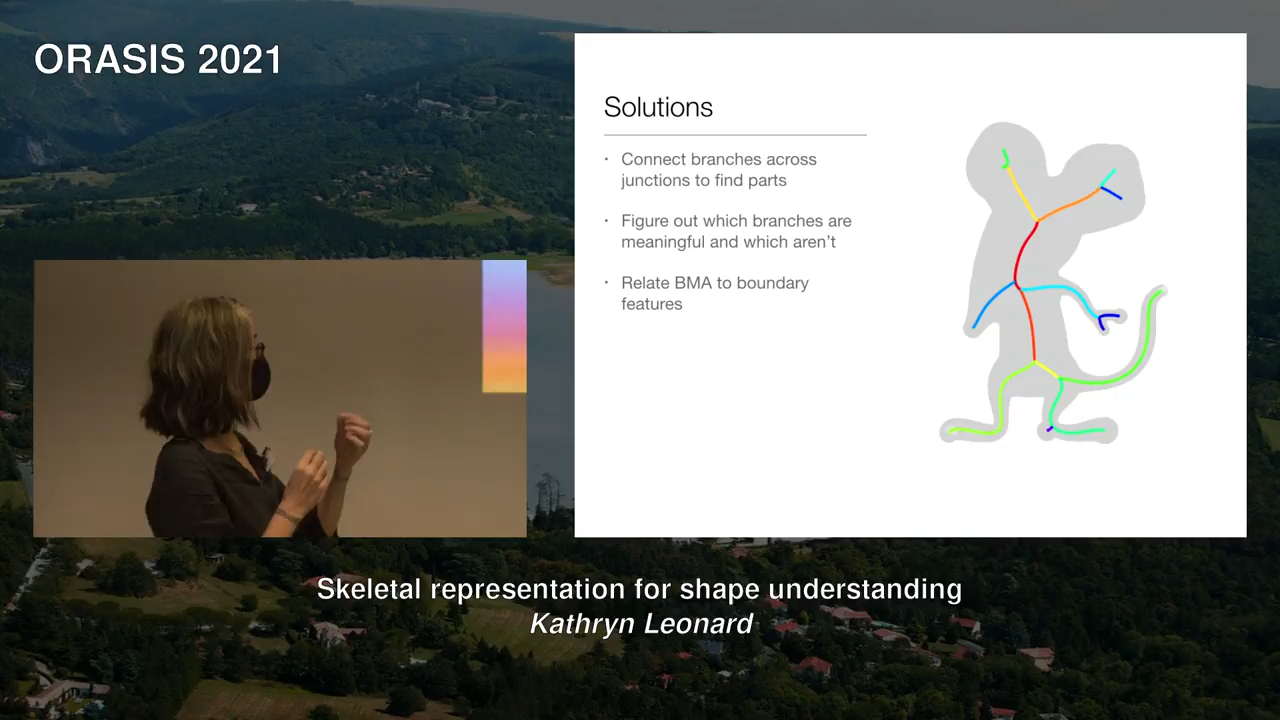 ORASIS 2021
Solutions
· Connect branches across
junctions to find parts
· Figure out which branches are
meaningful and which aren't
· Relate BMA to boundary
features
Skeletal representation for shape understanding
Kathryn Leonard